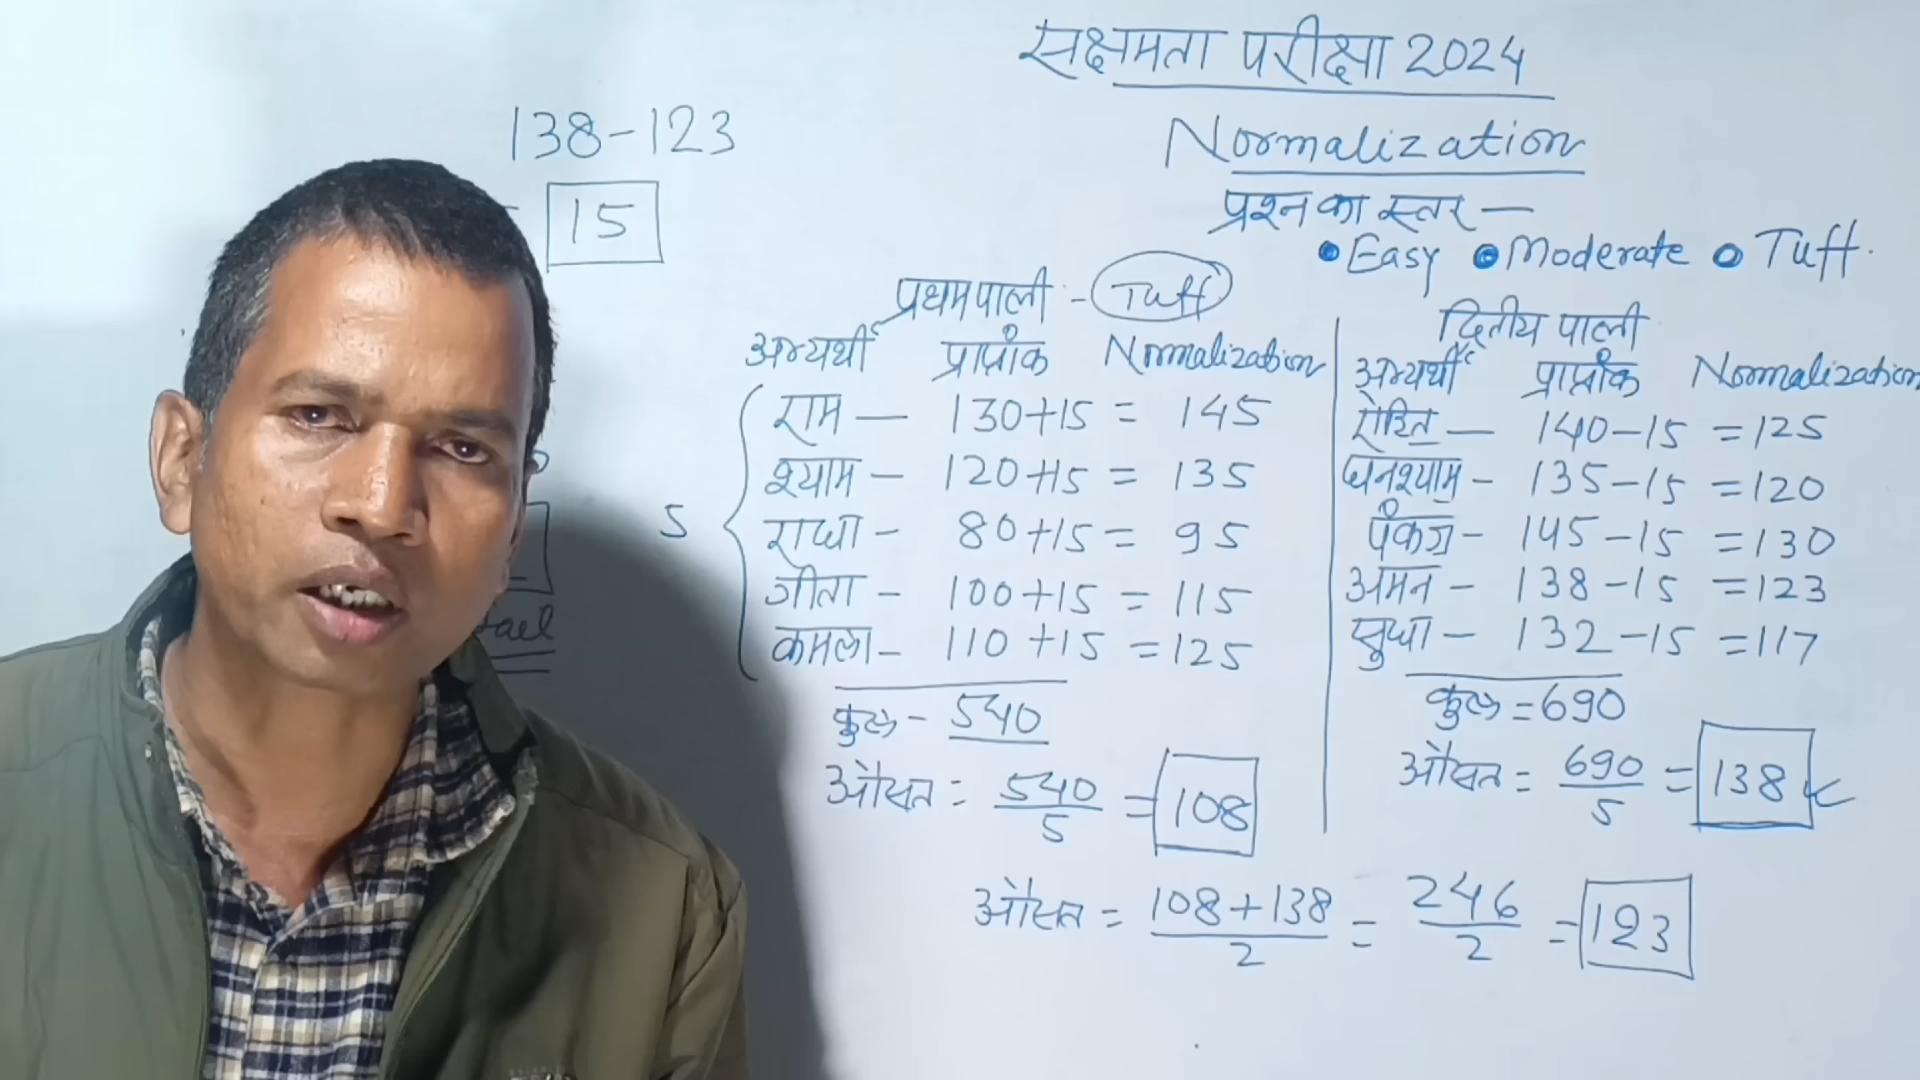 सक्षमता परीक्षा 2024
Normalization
प्रश्न का स्तर —
Easy Moderate Tuff.
138-123
15
प्रथम पाली - Tuff
अभ्यर्थी प्राप्तांक Normalization
राम — 130+15 = 145
श्याम — 120+15 = 135
राधा - 80+15 = 95
गीता - 100+15 = 115
कमला - 110+15 = 125
5
कुल - 540
औसत = 540/5 = 108
द्वितीय पाली
अभ्यर्थी प्राप्तांक Normalization
रोहित — 140-15 = 125
घनश्याम - 135-15 = 120
पंकज - 145-15 = 130
अमन - 138-15 = 123
सुधा - 132-15 = 117
कुल = 690
औसत = 690/5 = 138
औसत = 108+138/2 = 246/2 = 123